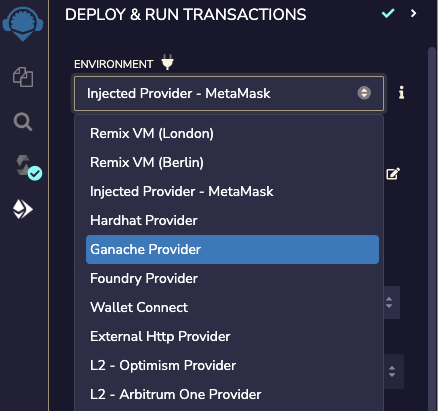 DEPLOY & RUN TRANSACTIONS
ENVIRONMENT
Injected Provider - MetaMask
Remix VM (London)
Remix VM (Berlin)
Injected Provider - MetaMask
Hardhat Provider
Ganache Provider
Foundry Provider
Wallet Connect
External Http Provider
L2 - Optimism Provider
L2 - Arbitrum One Provider